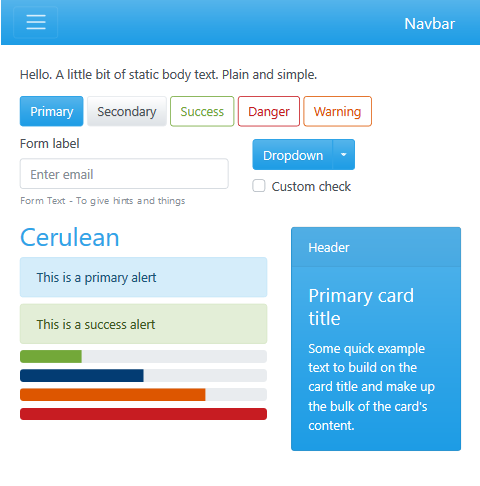 Navbar
Hello. A little bit of static body text. Plain and simple.
Primary Secondary Success Danger Warning
Form label
Enter email
Form Text - To give hints and things
Dropdown
Custom check
Cerulean
This is a primary alert
This is a success alert
Header
Primary card
title
Some quick example
text to build on the
card title and make up
the bulk of the card's
content.